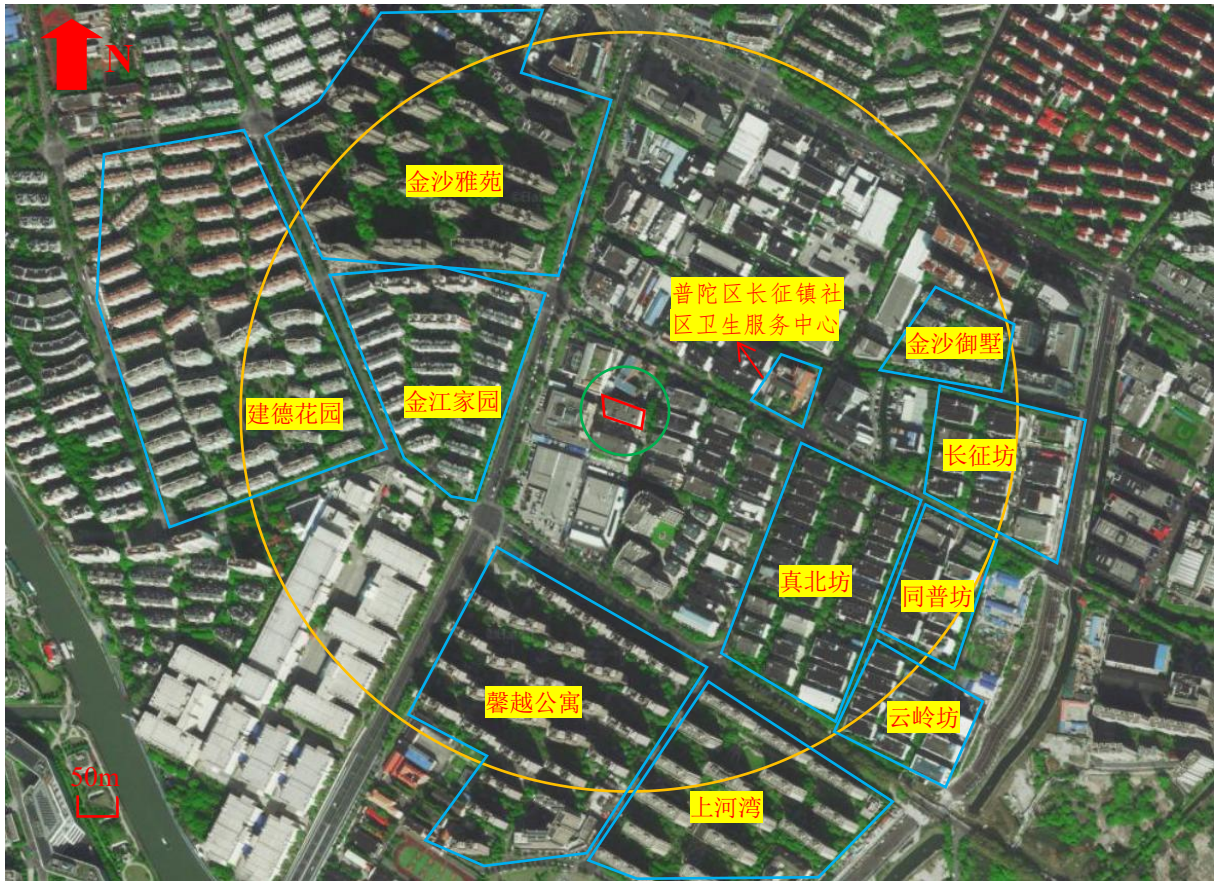 N
金沙雅苑
普陀区长征镇社
区卫生服务中心
金沙御墅
建德花园
金江家园
长征坊
真北坊
同普坊
馨越公寓
云岭坊
50m
上河湾